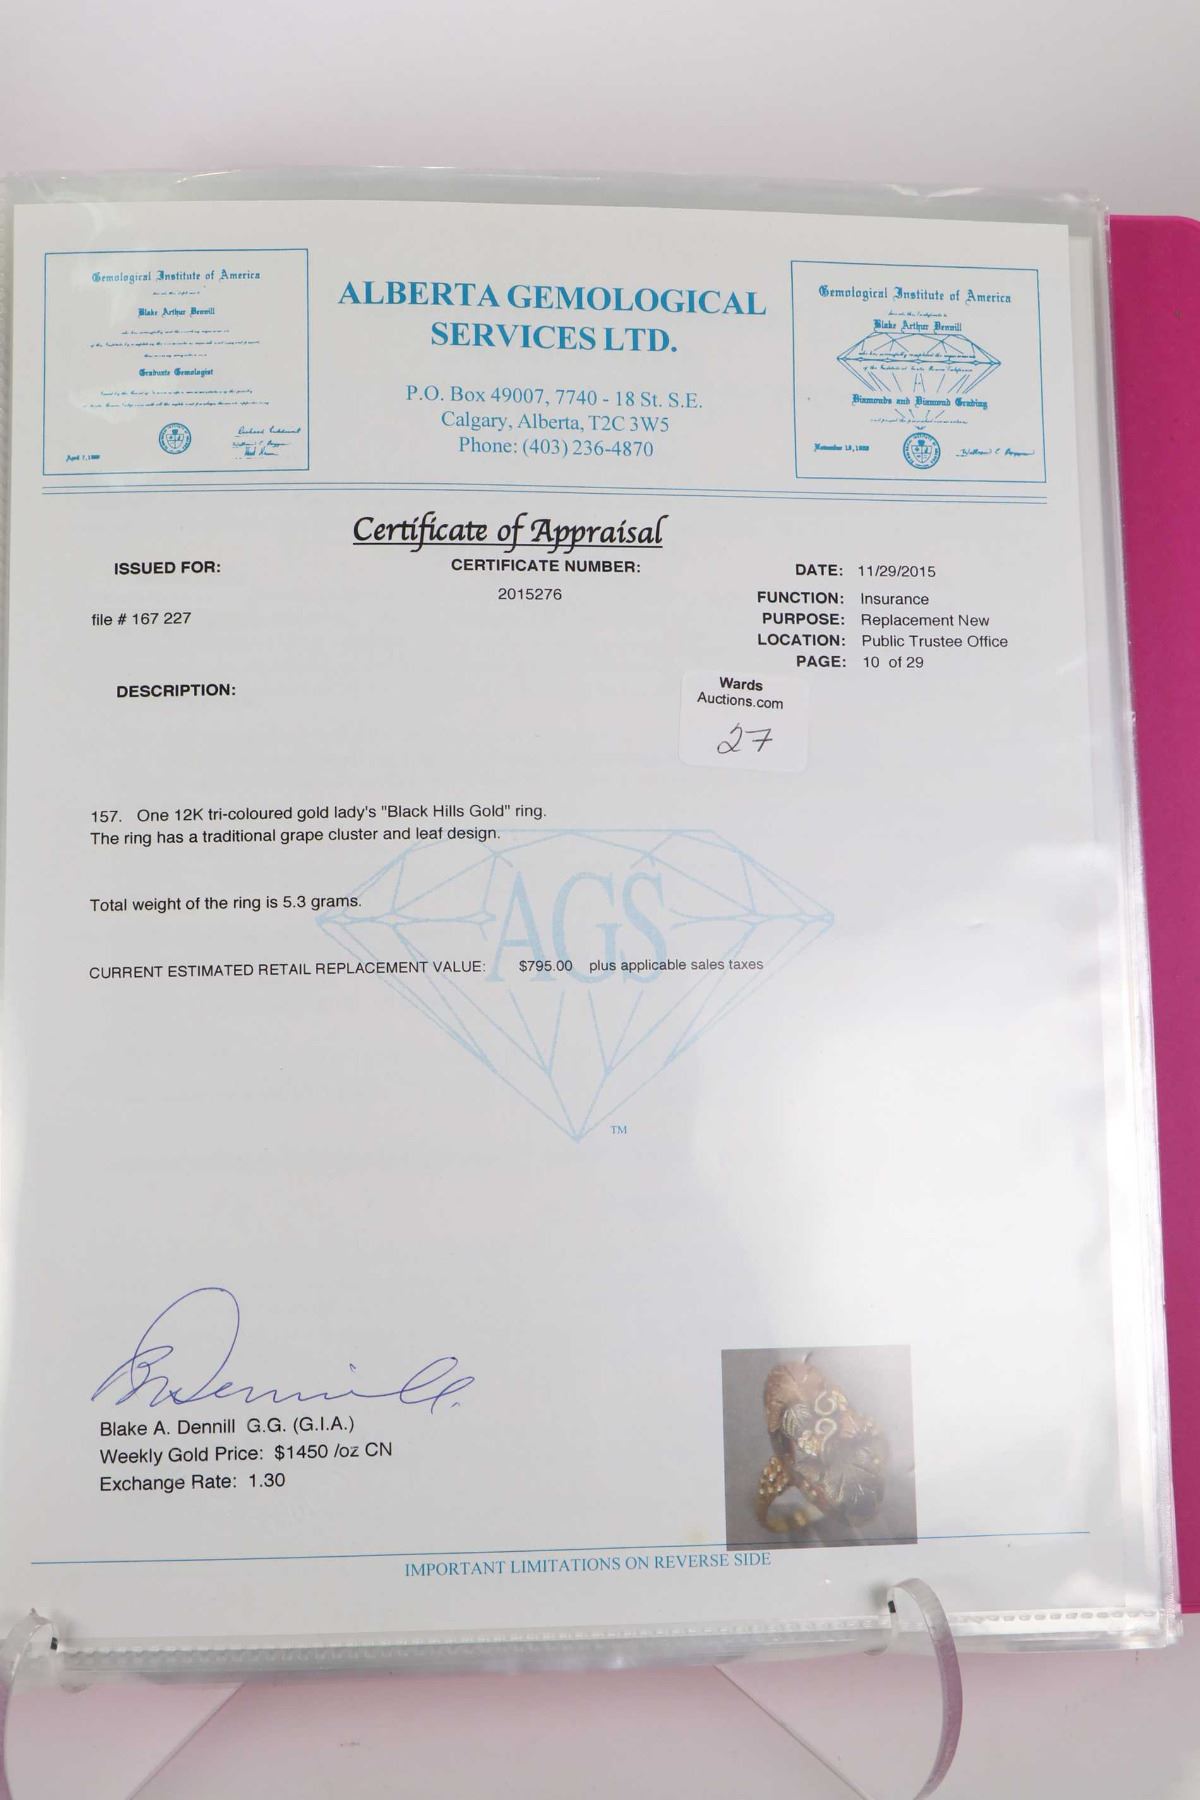 Gemological Institute of America
Blake Arthur Dennill
Graduate Gemologist
April 7, 1989
ALBERTA GEMOLOGICAL
SERVICES LTD.
P.O. Box 49007, 7740 - 18 St. S.E.
Calgary, Alberta, T2C 3W5
Phone: (403) 236-4870
Gemological Institute of America
Blake Arthur Dennill
Diamonds and Diamond Grading
Certificate of Appraisal
ISSUED FOR:
file # 167 227
CERTIFICATE NUMBER:
2015276
DATE: 11/29/2015
FUNCTION: Insurance
PURPOSE: Replacement New
LOCATION: Public Trustee Office
PAGE: 10 of 29
DESCRIPTION:
Wards
Auctions.com
27
157. One 12K tri-coloured gold lady's "Black Hills Gold" ring.
The ring has a traditional grape cluster and leaf design.
AGS
Total weight of the ring is 5.3 grams.
CURRENT ESTIMATED RETAIL REPLACEMENT VALUE: $795.00 plus applicable sales taxes
TM
Blake A. Dennill G.G. (G.I.A.)
Weekly Gold Price: $1450 /oz CN
Exchange Rate: 1.30
IMPORTANT LIMITATIONS ON REVERSE SIDE